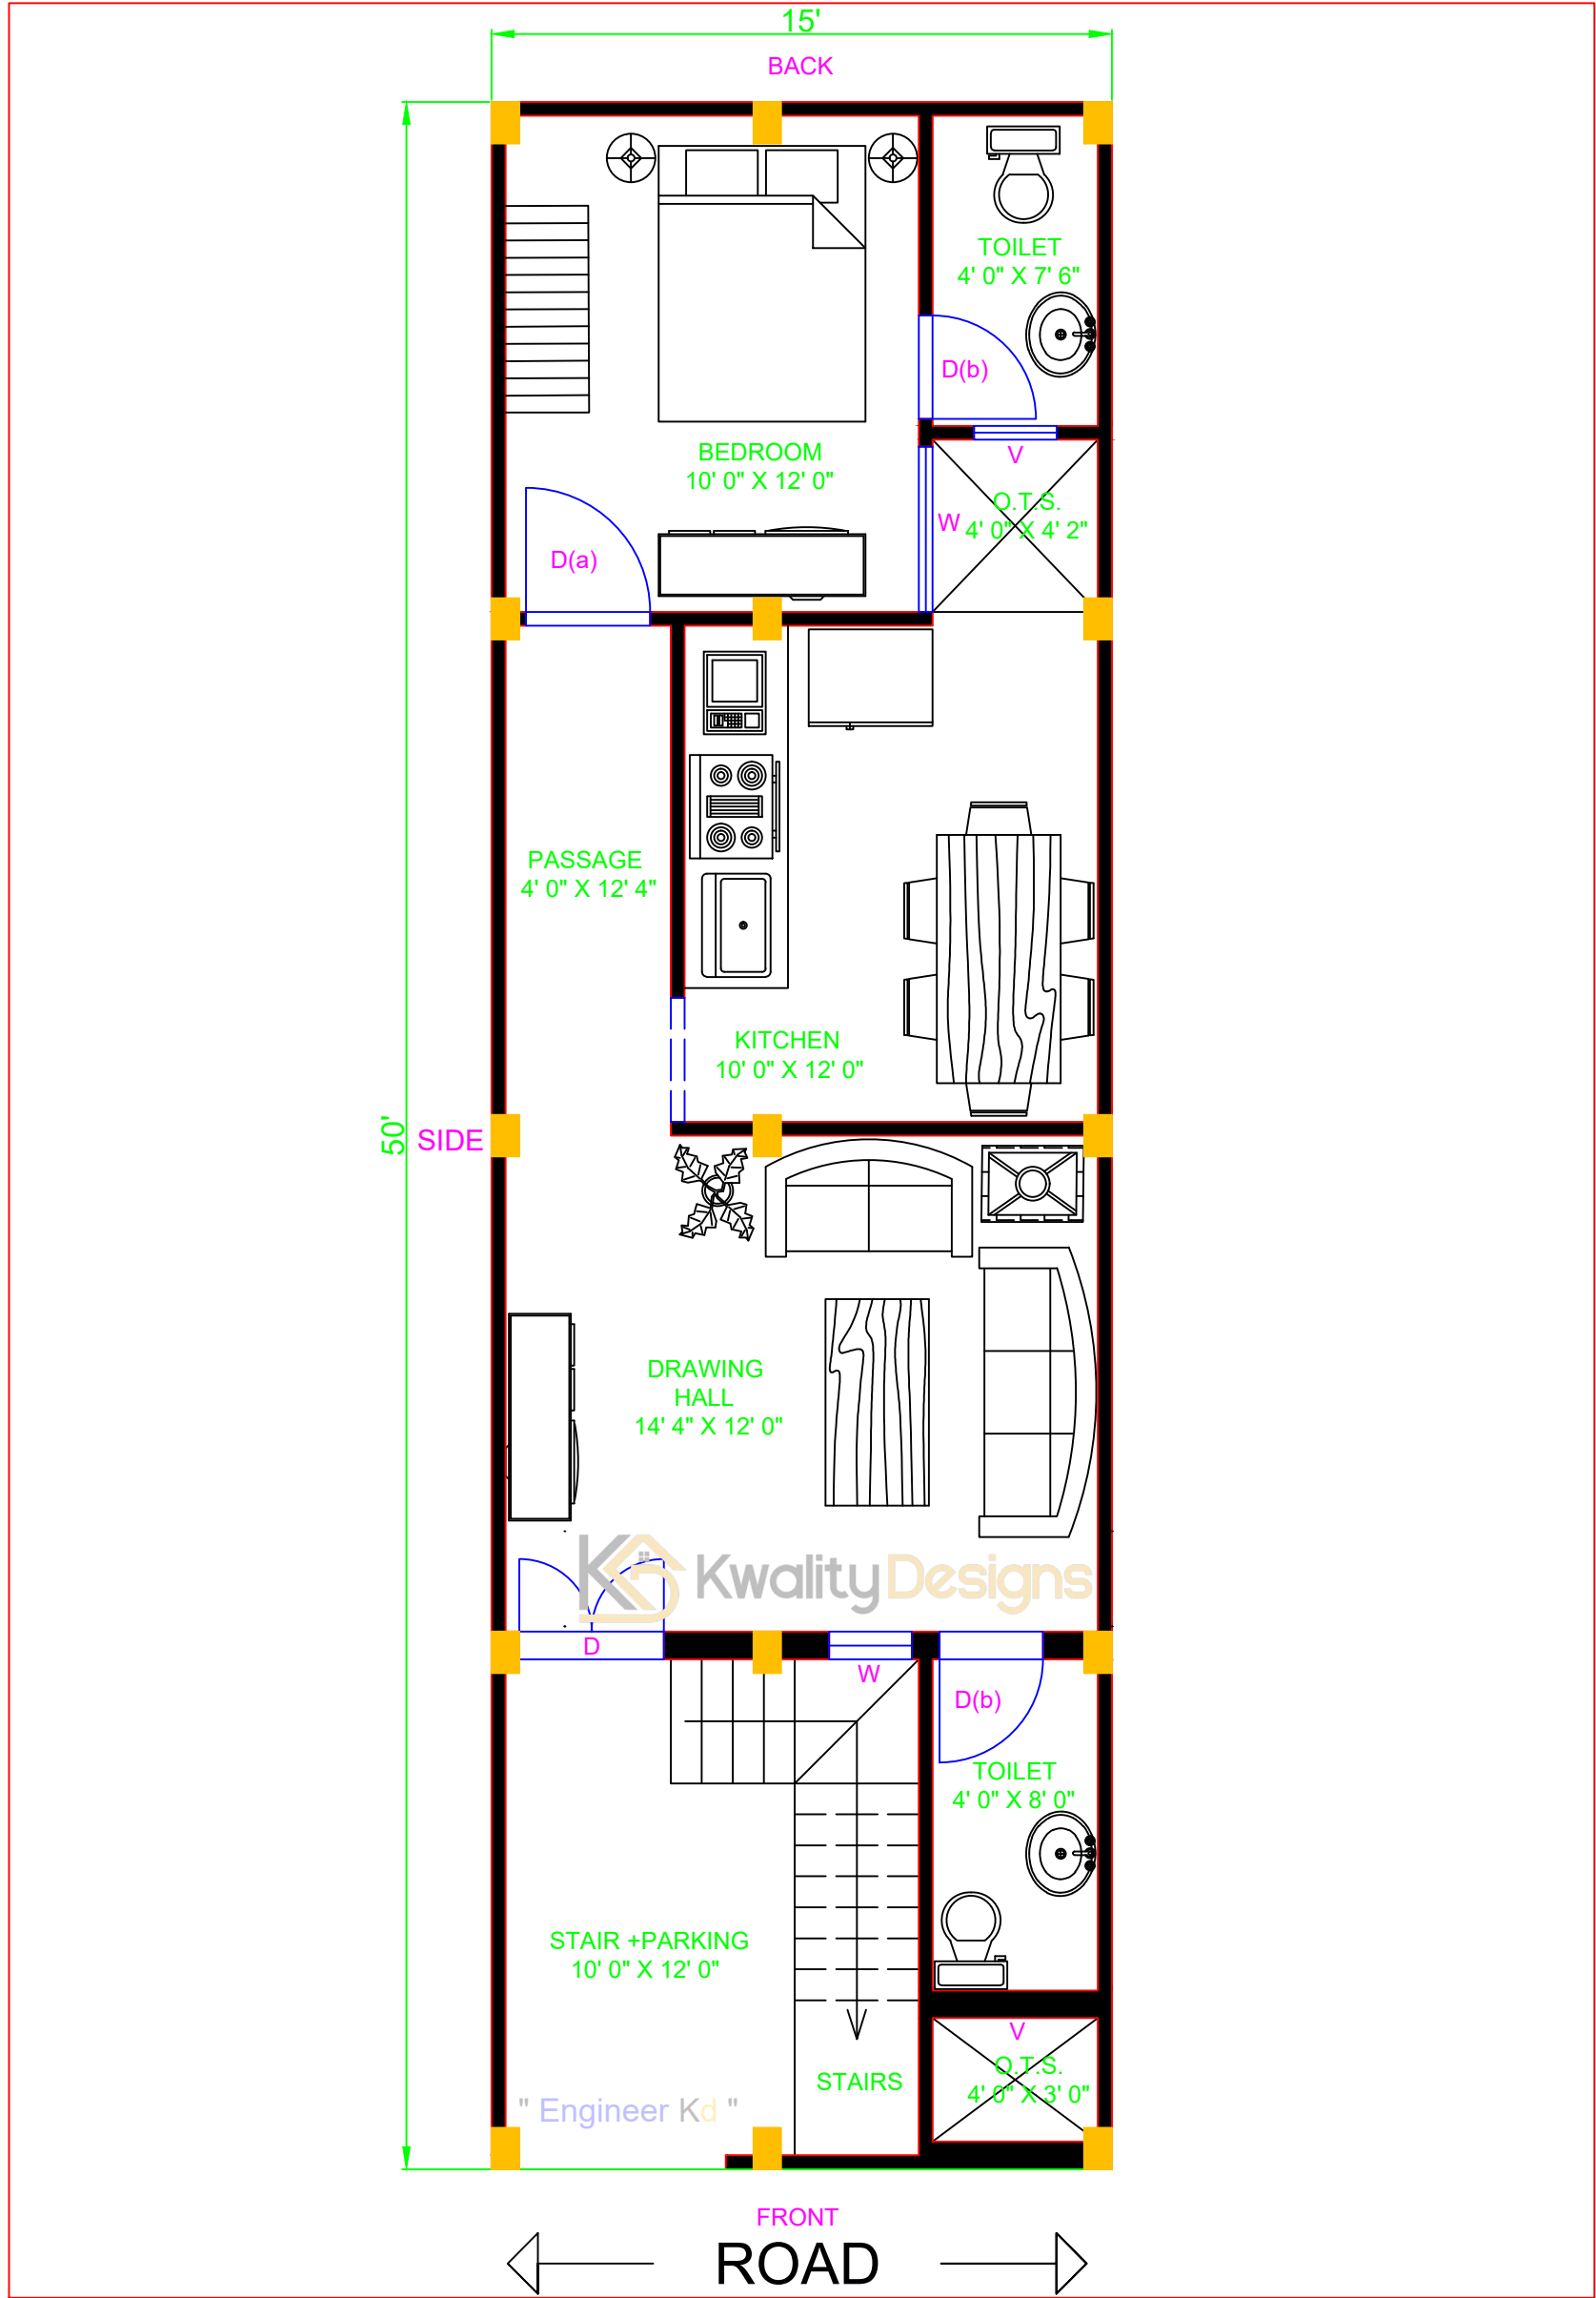 15'
BACK
TOILET
4' 0" X 7' 6"
D(b)
BEDROOM
10' 0" X 12' 0"
V
O.T.S.
W
4' 0" X 4' 2"
D(a)
PASSAGE
4' 0" X 12' 4"
KITCHEN
10' 0" X 12' 0"
50'
SIDE
DRAWING
HALL
14' 4" X 12' 0"
KwalityDesigns
D
W
D(b)
TOILET
4' 0" X 8' 0"
STAIR +PARKING
10' 0" X 12' 0"
V
O.T.S.
4' 0" X 3' 0"
STAIRS
" Engineer Kd "
FRONT
ROAD